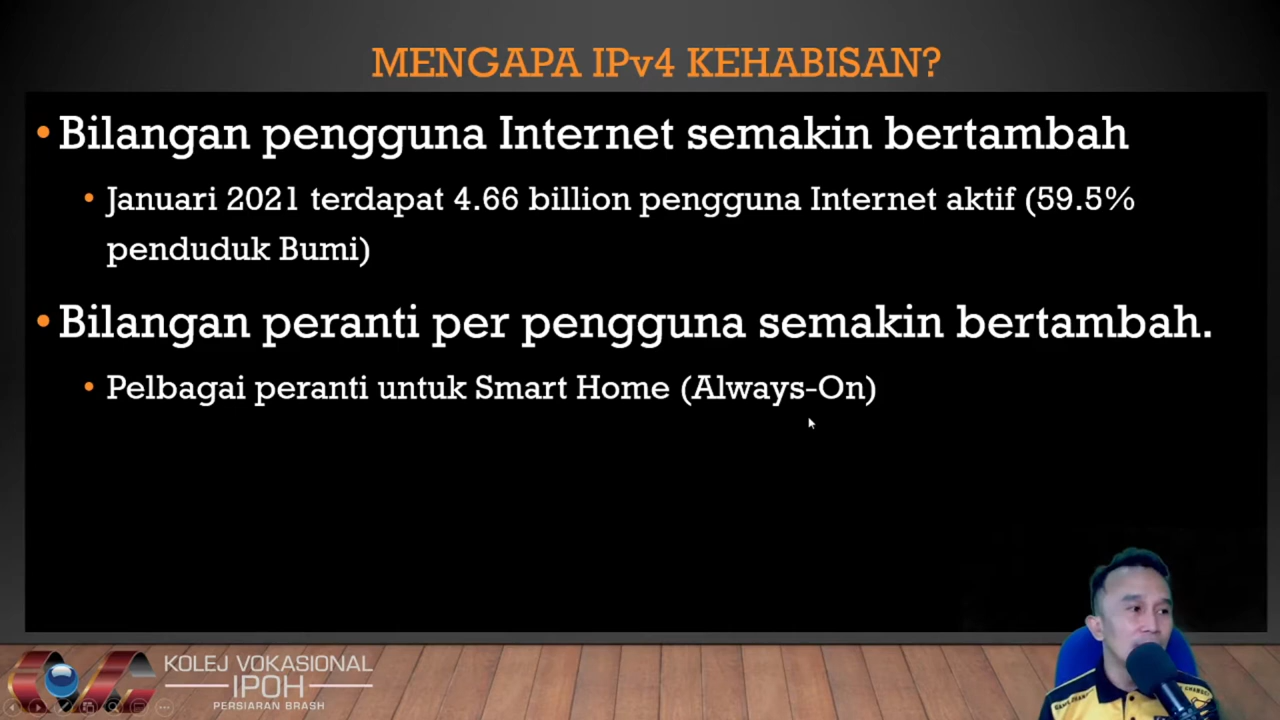 MENGAPA IPv4 KEHABISAN?
• Bilangan pengguna Internet semakin bertambah
• Januari 2021 terdapat 4.66 billion pengguna Internet aktif (59.5%
penduduk Bumi)
• Bilangan peranti per pengguna semakin bertambah.
• Pelbagai peranti untuk Smart Home (Always-On)
KOLEJ VOKASIONAL
IPOH
PERSIARAN BRASH